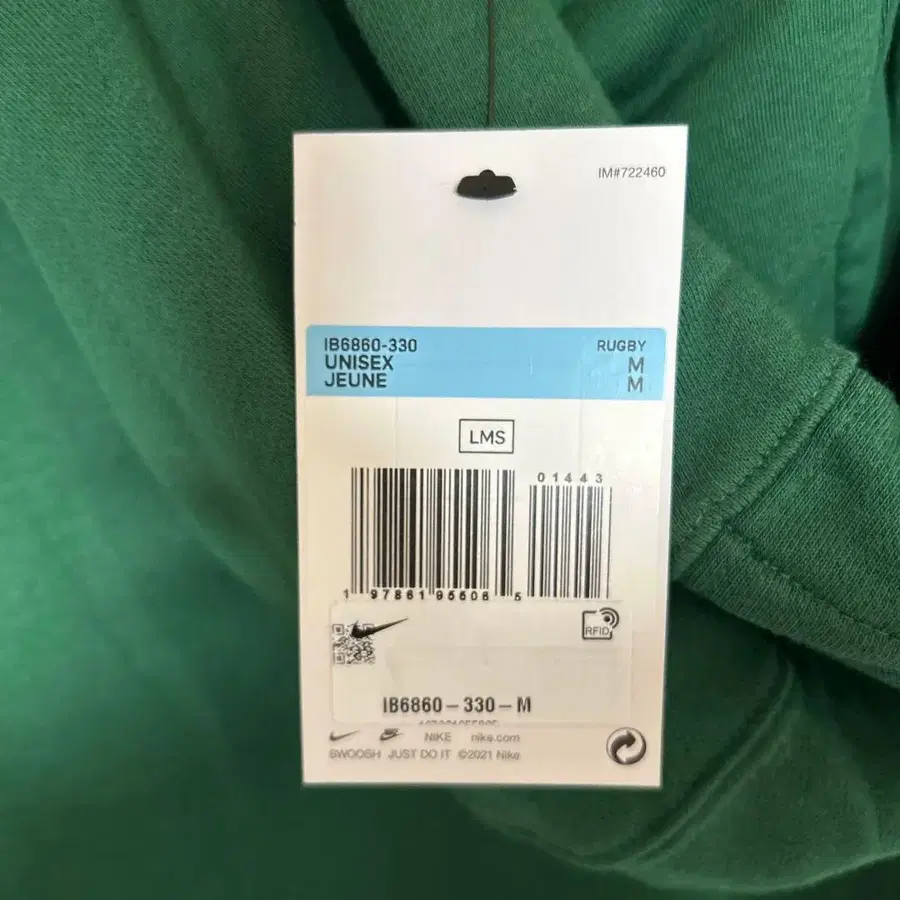 IM#722460
IB6860-330 RUGBY
UNISEX M
JEUNE M
LMS
01443
1 97861 95506 5
RFID
IB6860-330-M
NIKE nike.com
SWOOSH JUST DO IT ©2021 Nike